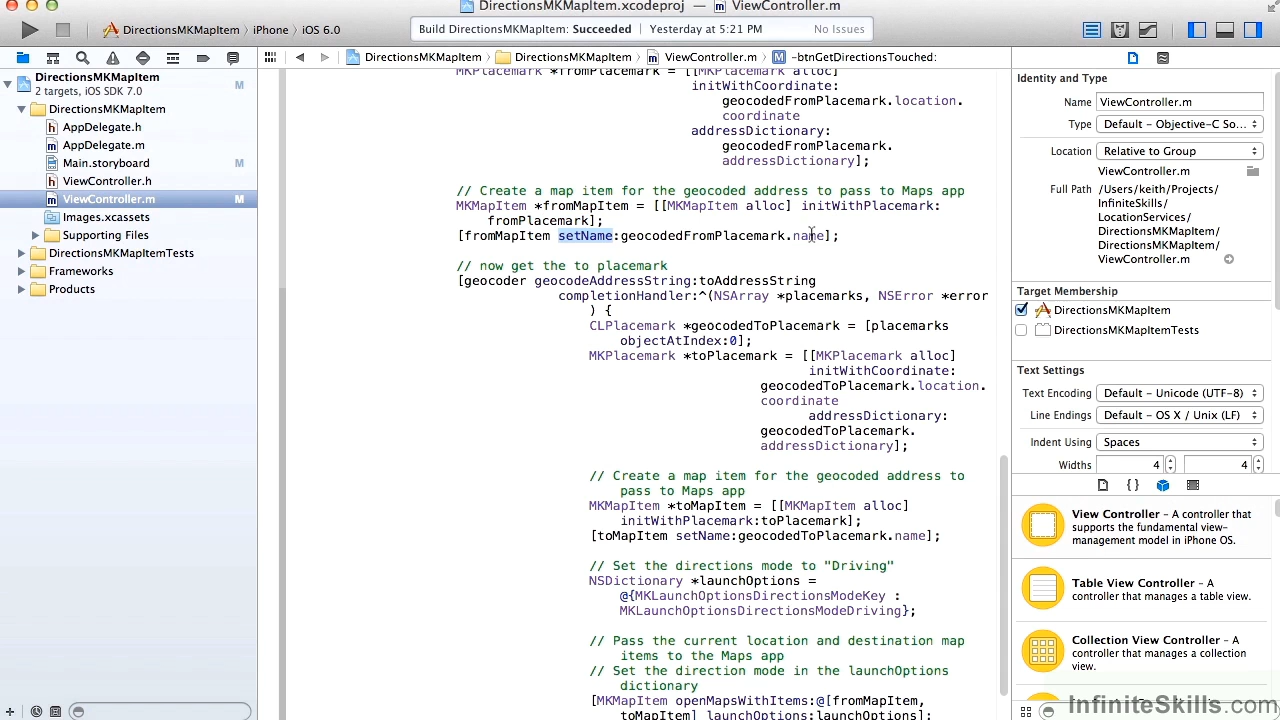 DirectionsMKMapItem.xcodeproj — ViewController.m
DirectionsMKMapItem › iPhone › iOS 6.0
Build DirectionsMKMapItem: Succeeded | Yesterday at 5:21 PM No Issues
DirectionsMKMapItem
2 targets, iOS SDK 7.0
M
DirectionsMKMapItem
AppDelegate.h
AppDelegate.m
Main.storyboard M
ViewController.h
ViewController.m M
Images.xcassets
Supporting Files
DirectionsMKMapItemTests
Frameworks
Products
DirectionsMKMapItem › DirectionsMKMapItem › ViewController.m › M -btnGetDirectionsTouched:
MKPlacemark *fromPlacemark = [[MKPlacemark alloc]
initWithCoordinate:
geocodedFromPlacemark.location.
coordinate
addressDictionary:
geocodedFromPlacemark.
addressDictionary];
// Create a map item for the geocoded address to pass to Maps app
MKMapItem *fromMapItem = [[MKMapItem alloc] initWithPlacemark:
fromPlacemark];
[fromMapItem setName:geocodedFromPlacemark.name];
// now get the to placemark
[geocoder geocodeAddressString:toAddressString
completionHandler:^(NSArray *placemarks, NSError *error
) {
CLPlacemark *geocodedToPlacemark = [placemarks
objectAtIndex:0];
MKPlacemark *toPlacemark = [[MKPlacemark alloc]
initWithCoordinate:
geocodedToPlacemark.location.
coordinate
addressDictionary:
geocodedToPlacemark.
addressDictionary];
// Create a map item for the geocoded address to
pass to Maps app
MKMapItem *toMapItem = [[MKMapItem alloc]
initWithPlacemark:toPlacemark];
[toMapItem setName:geocodedToPlacemark.name];
// Set the directions mode to "Driving"
NSDictionary *launchOptions =
@{MKLaunchOptionsDirectionsModeKey :
MKLaunchOptionsDirectionsModeDriving};
// Pass the current location and destination map
items to the Maps app
// Set the direction mode in the launchOptions
dictionary
[MKMapItem openMapsWithItems:@[fromMapItem,
toMapItem] launchOptions:launchOptions];
Identity and Type
Name ViewController.m
Type Default - Objective-C So...
Location Relative to Group
ViewController.m
Full Path /Users/keith/Projects/
InfiniteSkills/
LocationServices/
DirectionsMKMapItem/
DirectionsMKMapItem/
ViewController.m
Target Membership
DirectionsMKMapItem
DirectionsMKMapItemTests
Text Settings
Text Encoding Default - Unicode (UTF-8)
Line Endings Default - OS X / Unix (LF)
Indent Using Spaces
Widths 4 4
View Controller - A controller that
supports the fundamental view-
management model in iPhone OS.
Table View Controller - A
controller that manages a table view.
Collection View Controller - A
controller that manages a collection
view.
InfiniteSkills.com